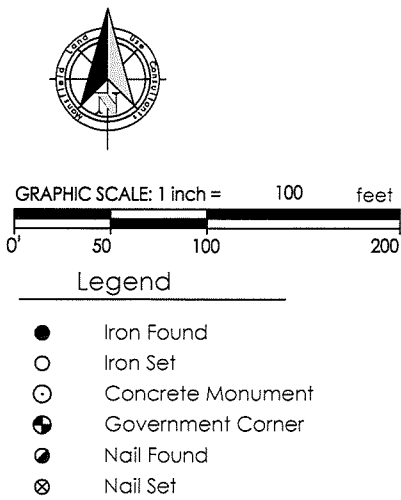 Mansfield Land Use Consultants
N
GRAPHIC SCALE: 1 inch = 100 feet
0' 50 100 200
Legend
Iron Found
Iron Set
Concrete Monument
Government Corner
Nail Found
Nail Set